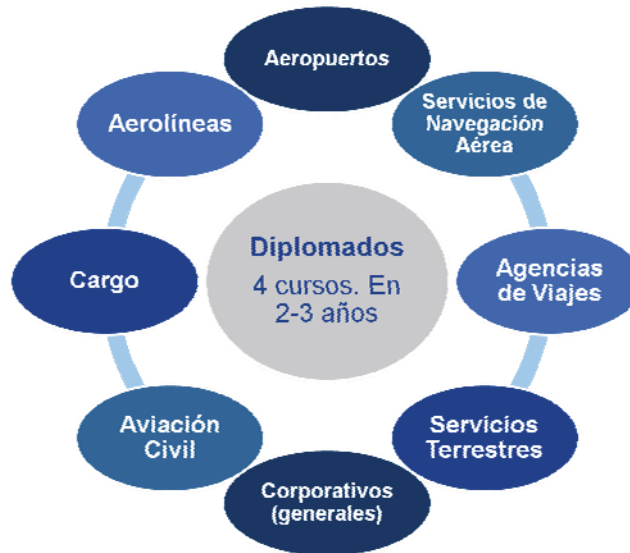 Aeropuertos
Servicios de
Navegación
Aérea
Agencias
de Viajes
Servicios
Terrestres
Corporativos
(generales)
Aviación
Civil
Cargo
Aerolíneas
Diplomados
4 cursos. En
2-3 años